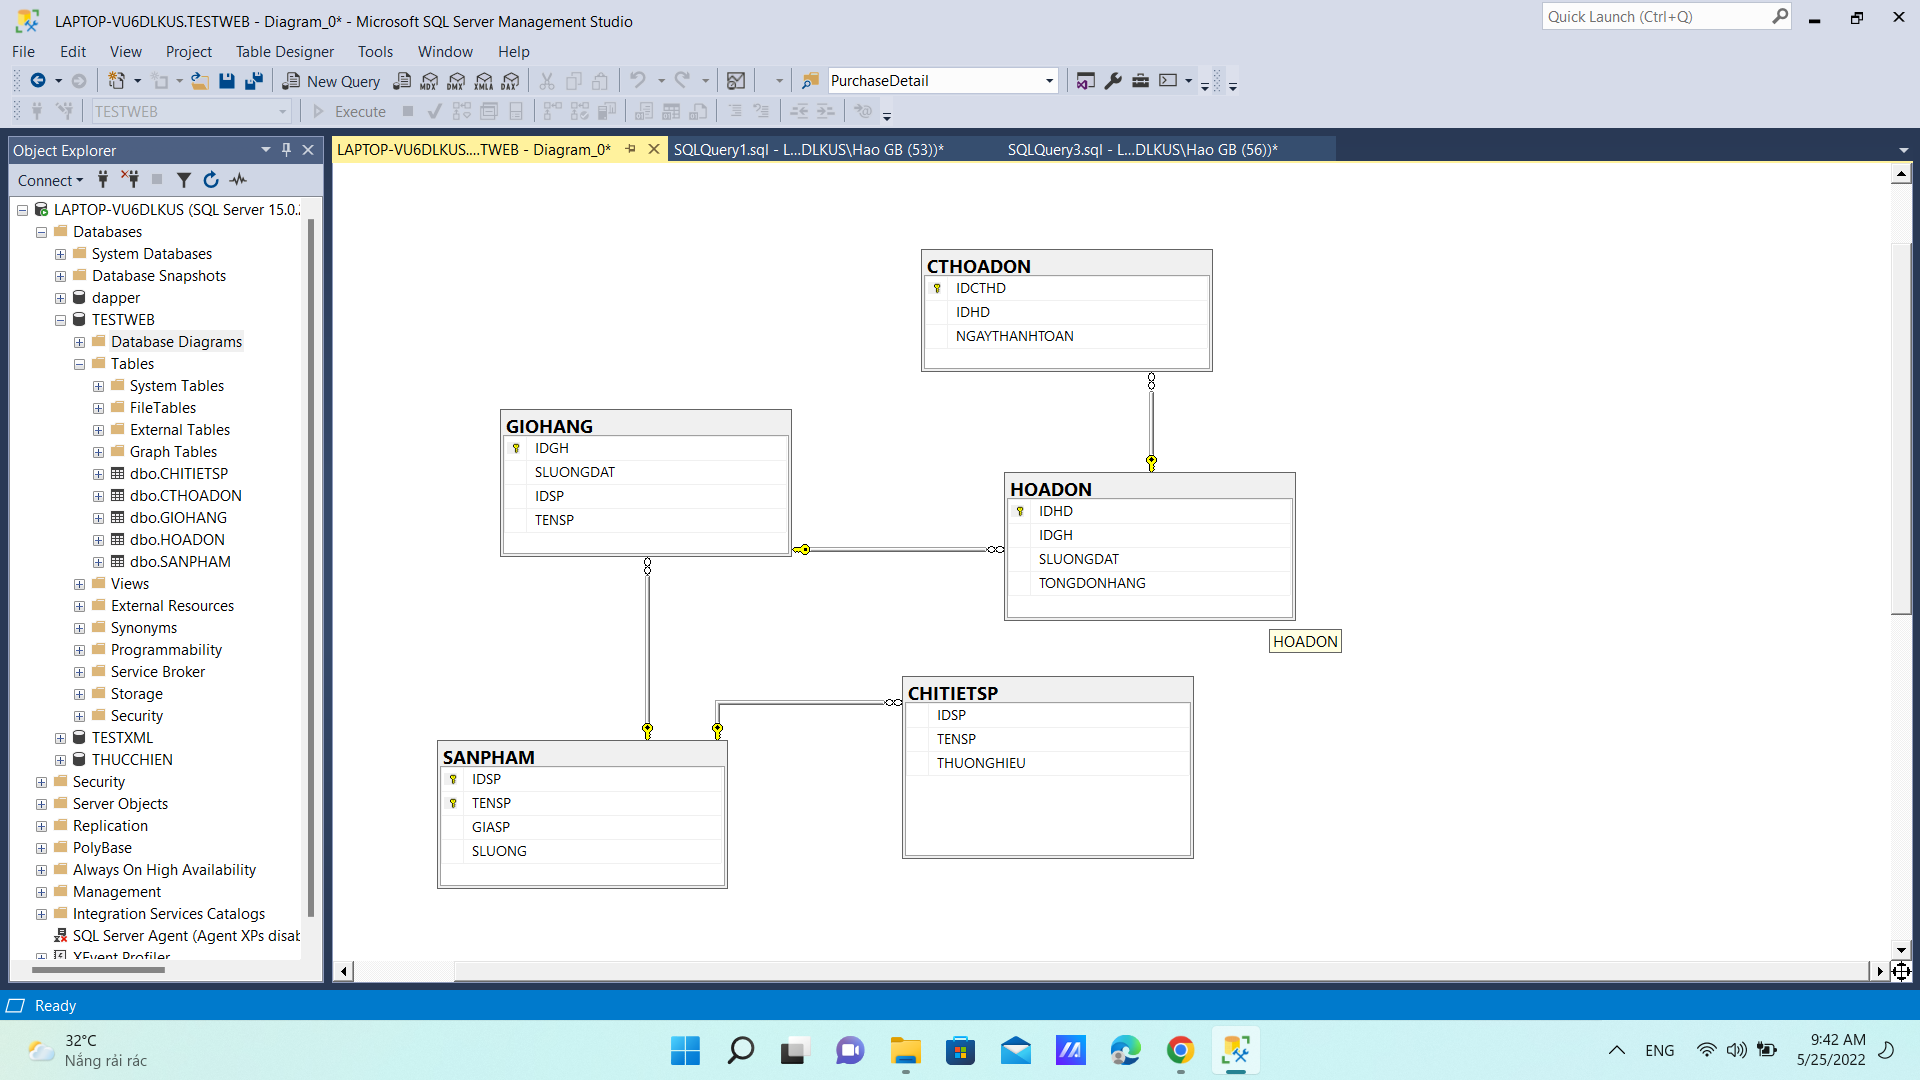 LAPTOP-VU6DLKUS.TESTWEB - Diagram_0* - Microsoft SQL Server Management Studio
Quick Launch (Ctrl+Q)
File Edit View Project Table Designer Tools Window Help
New Query MDX DMX XMLA DAX PurchaseDetail
TESTWEB Execute
Object Explorer
Connect
LAPTOP-VU6DLKUS (SQL Server 15.0.
Databases
System Databases
Database Snapshots
dapper
TESTWEB
Database Diagrams
Tables
System Tables
FileTables
External Tables
Graph Tables
dbo.CHITIETSP
dbo.CTHOADON
dbo.GIOHANG
dbo.HOADON
dbo.SANPHAM
Views
External Resources
Synonyms
Programmability
Service Broker
Storage
Security
TESTXML
THUCCHIEN
Security
Server Objects
Replication
PolyBase
Always On High Availability
Management
Integration Services Catalogs
SQL Server Agent (Agent XPs disab
XEvent Profiler
LAPTOP-VU6DLKUS....TWEB - Diagram_0*
SQLQuery1.sql - L...DLKUS\Hao GB (53))*
SQLQuery3.sql - L...DLKUS\Hao GB (56))*
CTHOADON
IDCTHD
IDHD
NGAYTHANHTOAN
GIOHANG
IDGH
SLUONGDAT
IDSP
TENSP
HOADON
IDHD
IDGH
SLUONGDAT
TONGDONHANG
HOADON
CHITIETSP
IDSP
TENSP
THUONGHIEU
SANPHAM
IDSP
TENSP
GIASP
SLUONG
Ready
32°C
Nắng rải rác
ENG
9:42 AM
5/25/2022